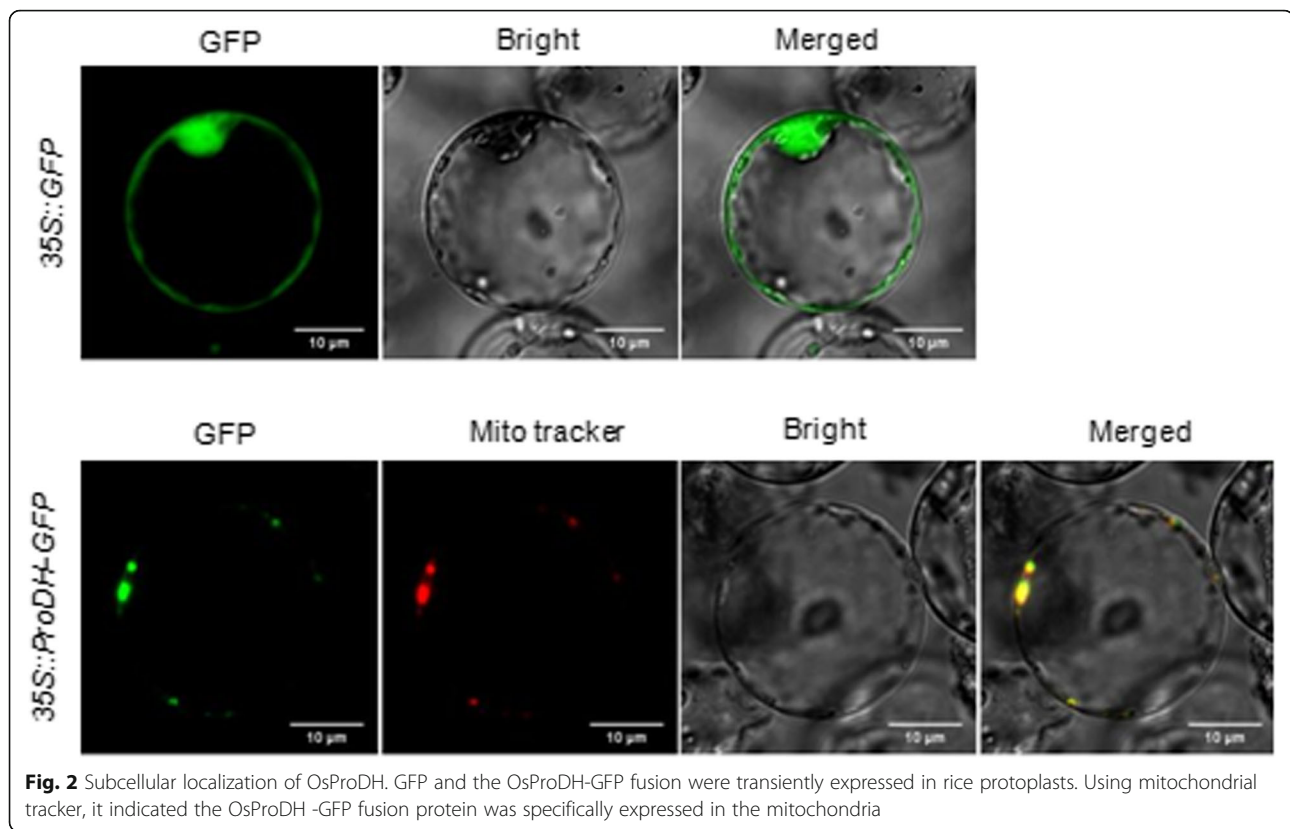 GFP Bright Merged
35S::GFP
10 µm 10 µm 10 µm
GFP Mito tracker Bright Merged
35S::ProDH-GFP
10 µm 10 µm 10 µm 10 µm
Fig. 2 Subcellular localization of OsProDH. GFP and the OsProDH-GFP fusion were transiently expressed in rice protoplasts. Using mitochondrial
tracker, it indicated the OsProDH -GFP fusion protein was specifically expressed in the mitochondria